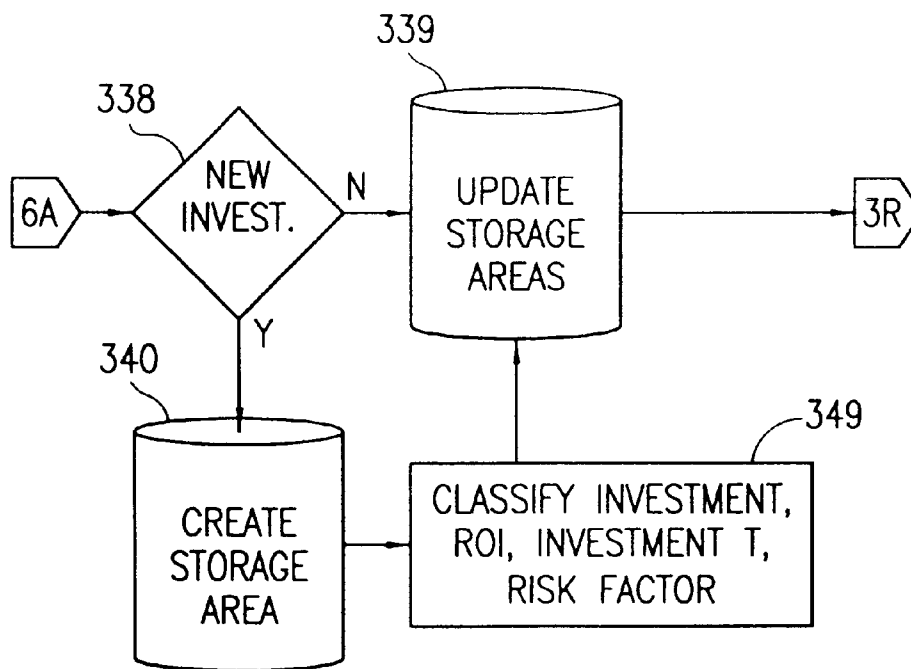 339
338
6A
NEW
INVEST.
N
UPDATE
STORAGE
AREAS
3R
Y
340
349
CREATE
STORAGE
AREA
CLASSIFY INVESTMENT,
ROI, INVESTMENT T,
RISK FACTOR